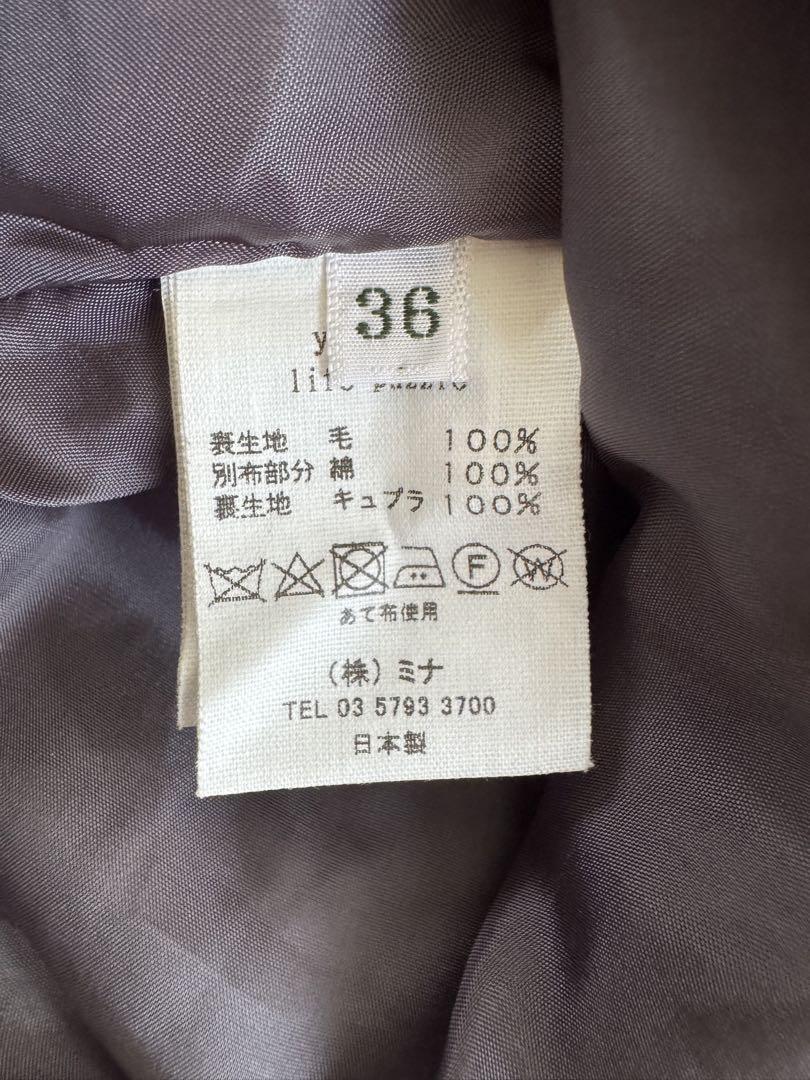 36
表生地 毛 100%
別布部分 綿 100%
裏生地 キュプラ 100%
F W
あて布使用
(株)ミナ
TEL 03 5793 3700
日本製